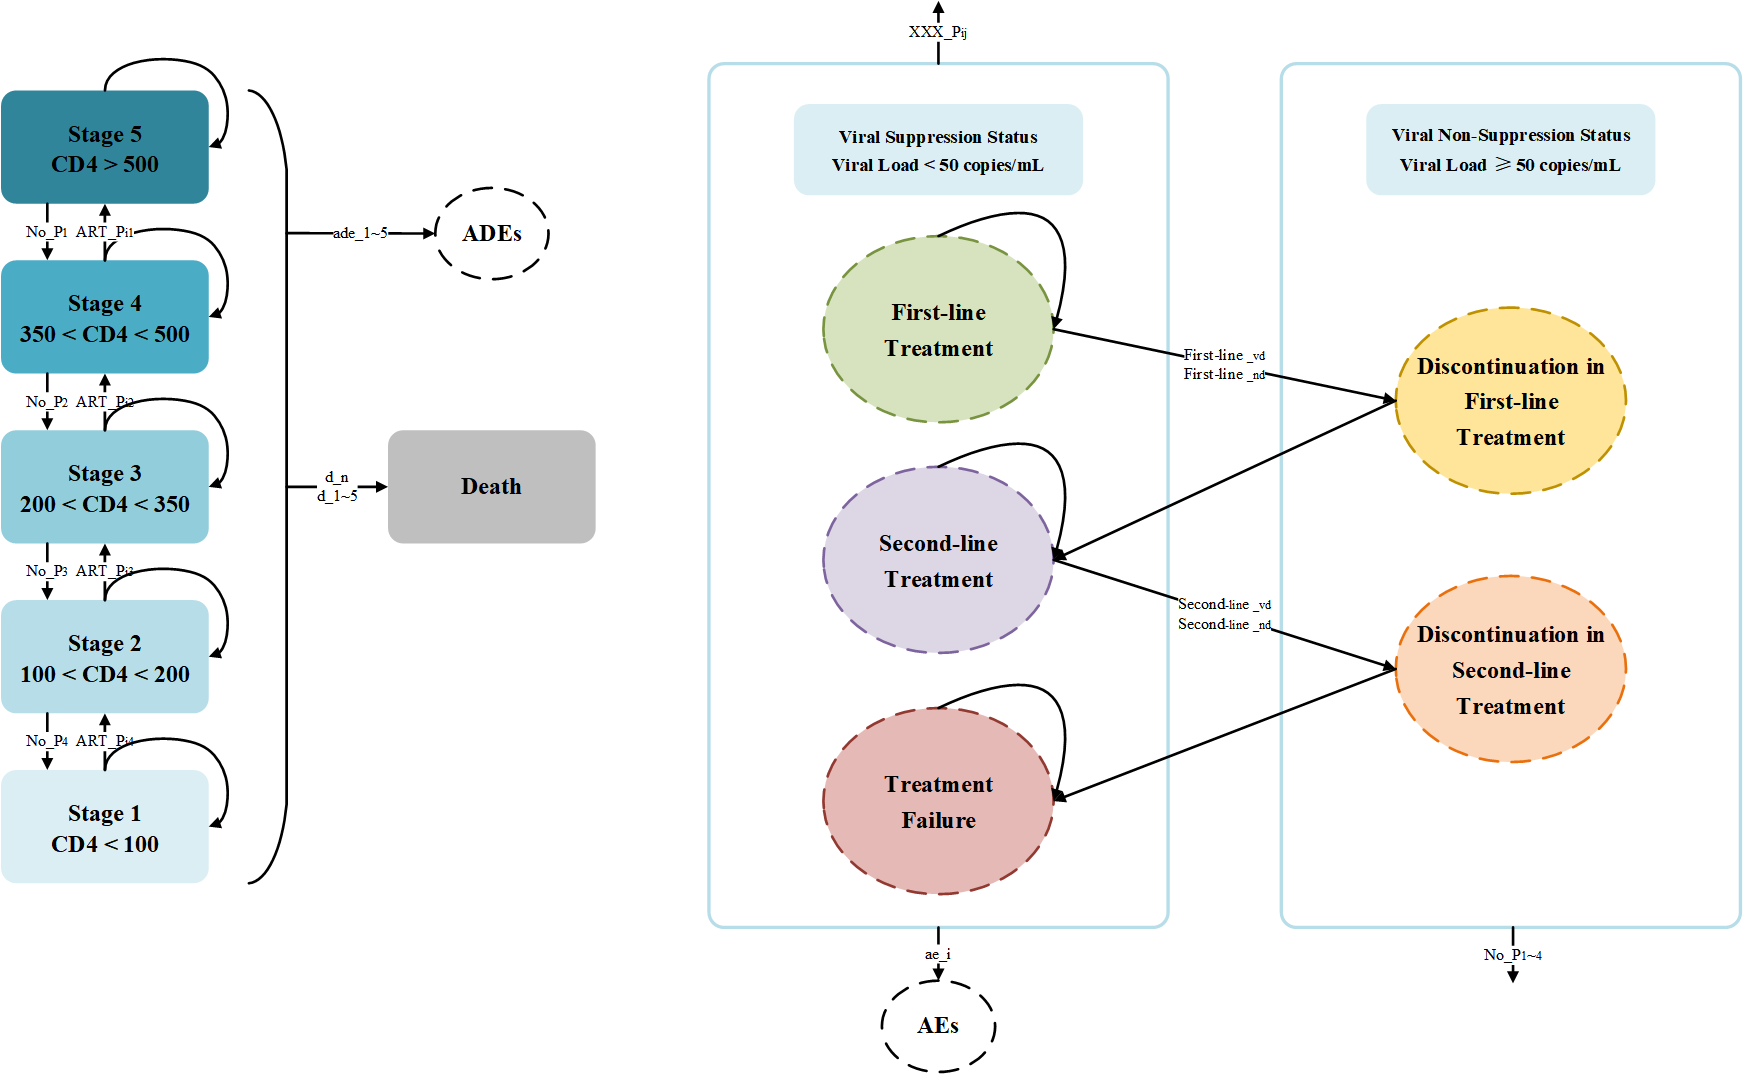 Stage 5
CD4 > 500
No_P1 ART_Pi1
Stage 4
350 < CD4 < 500
No_P2 ART_Pi2
Stage 3
200 < CD4 < 350
No_P3 ART_Pi3
Stage 2
100 < CD4 < 200
No_P4 ART_Pi4
Stage 1
CD4 < 100
ade_1~5
ADEs
d_n
d_1~5
Death
XXX_Pij
Viral Suppression Status
Viral Load < 50 copies/mL
First-line
Treatment
Second-line
Treatment
Treatment
Failure
ae_i
AEs
First-line _vd
First-line _nd
Second-line _vd
Second-line _nd
Viral Non-Suppression Status
Viral Load ≥ 50 copies/mL
Discontinuation in
First-line
Treatment
Discontinuation in
Second-line
Treatment
No_P1~4